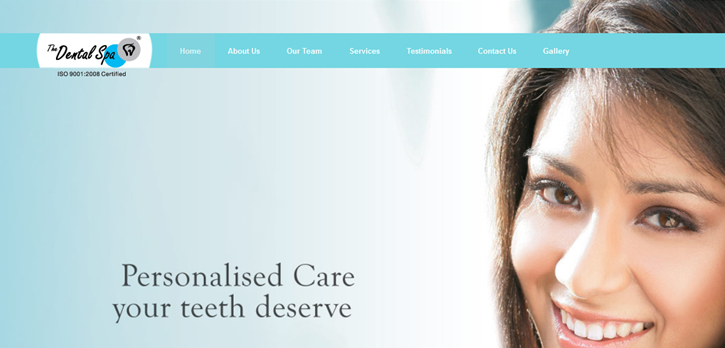 The Dental Spa ®
ISO 9001:2008 Certified
Home About Us Our Team Services Testimonials Contact Us Gallery
Personalised Care
your teeth deserve